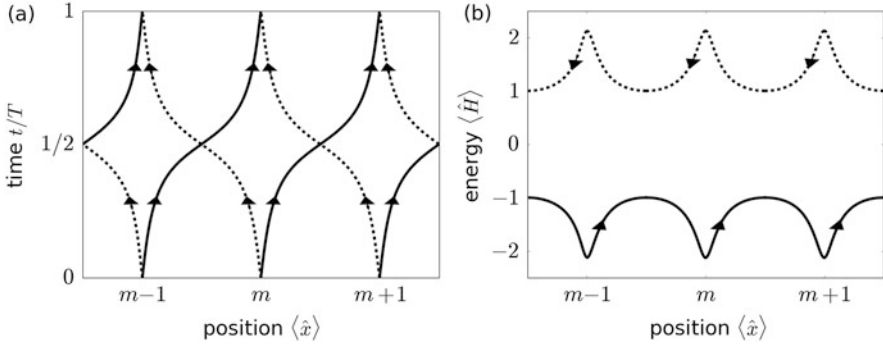 (a)
1
1/2
0
time t/T
m−1
m
m+1
position ⟨x̂⟩
(b)
2
1
0
−1
−2
energy ⟨Ĥ⟩
m−1
m
m+1
position ⟨x̂⟩